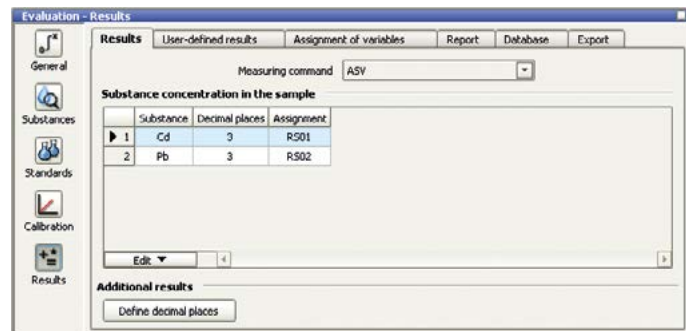 Evaluation - Results
Results User-defined results Assignment of variables Report Database Export
General
Measuring command ASV
Substance concentration in the sample
Substances
Substance Decimal places Assignment
1 Cd 3 RS01
2 Pb 3 RS02
Standards
Calibration
Edit
Results
Additional results
Define decimal places